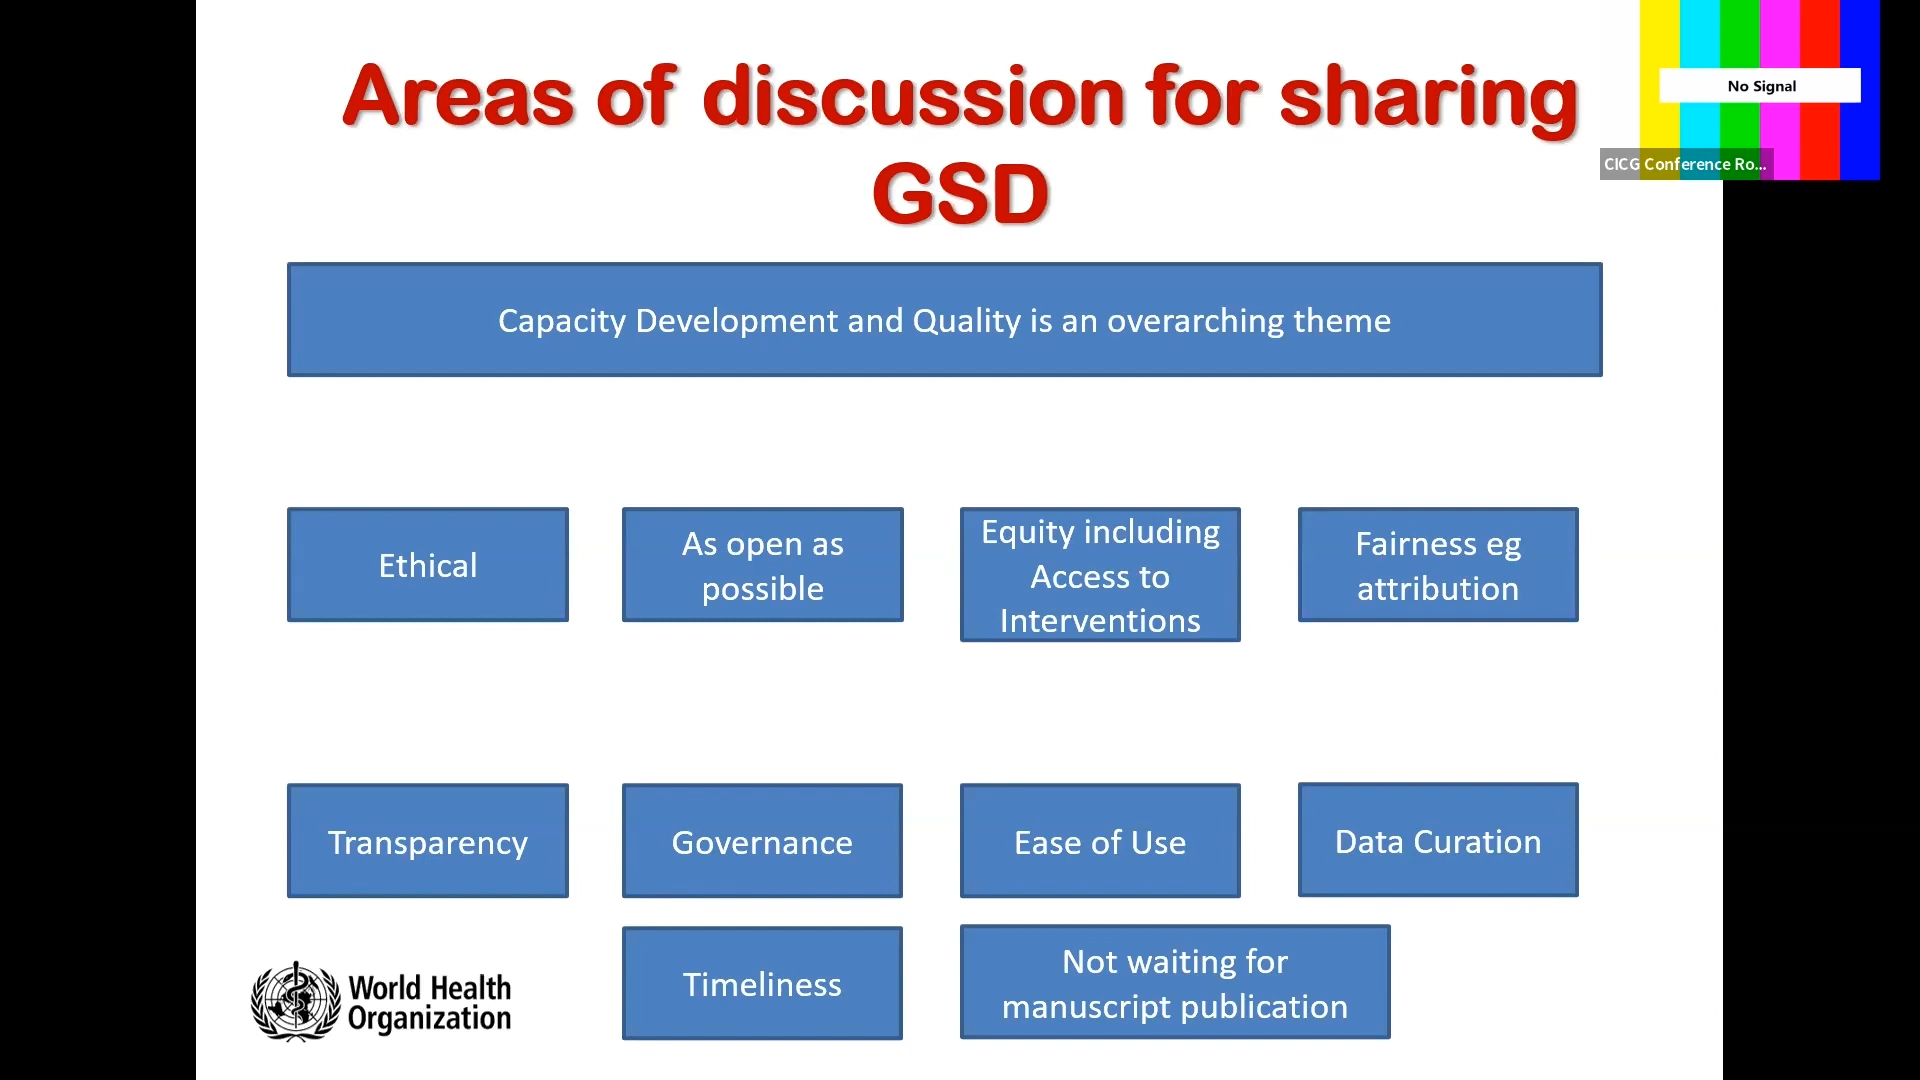 Areas of discussion for sharing
GSD
No Signal
CICG Conference Ro...
Capacity Development and Quality is an overarching theme
Ethical
As open as
possible
Equity including
Access to
Interventions
Fairness eg
attribution
Transparency
Governance
Ease of Use
Data Curation
Timeliness
Not waiting for
manuscript publication
World Health
Organization